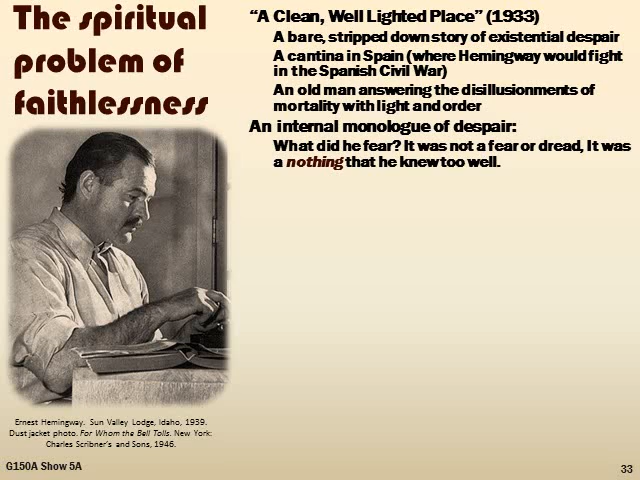 The spiritual
problem of
faithlessness
“A Clean, Well Lighted Place” (1933)
A bare, stripped down story of existential despair
A cantina in Spain (where Hemingway would fight
in the Spanish Civil War)
An old man answering the disillusionments of
mortality with light and order
An internal monologue of despair:
What did he fear? It was not a fear or dread, It was
a nothing that he knew too well.
Ernest Hemingway. Sun Valley Lodge, Idaho, 1939.
Dust jacket photo. For Whom the Bell Tolls. New York:
Charles Scribner's and Sons, 1946.
G150A Show 5A
33